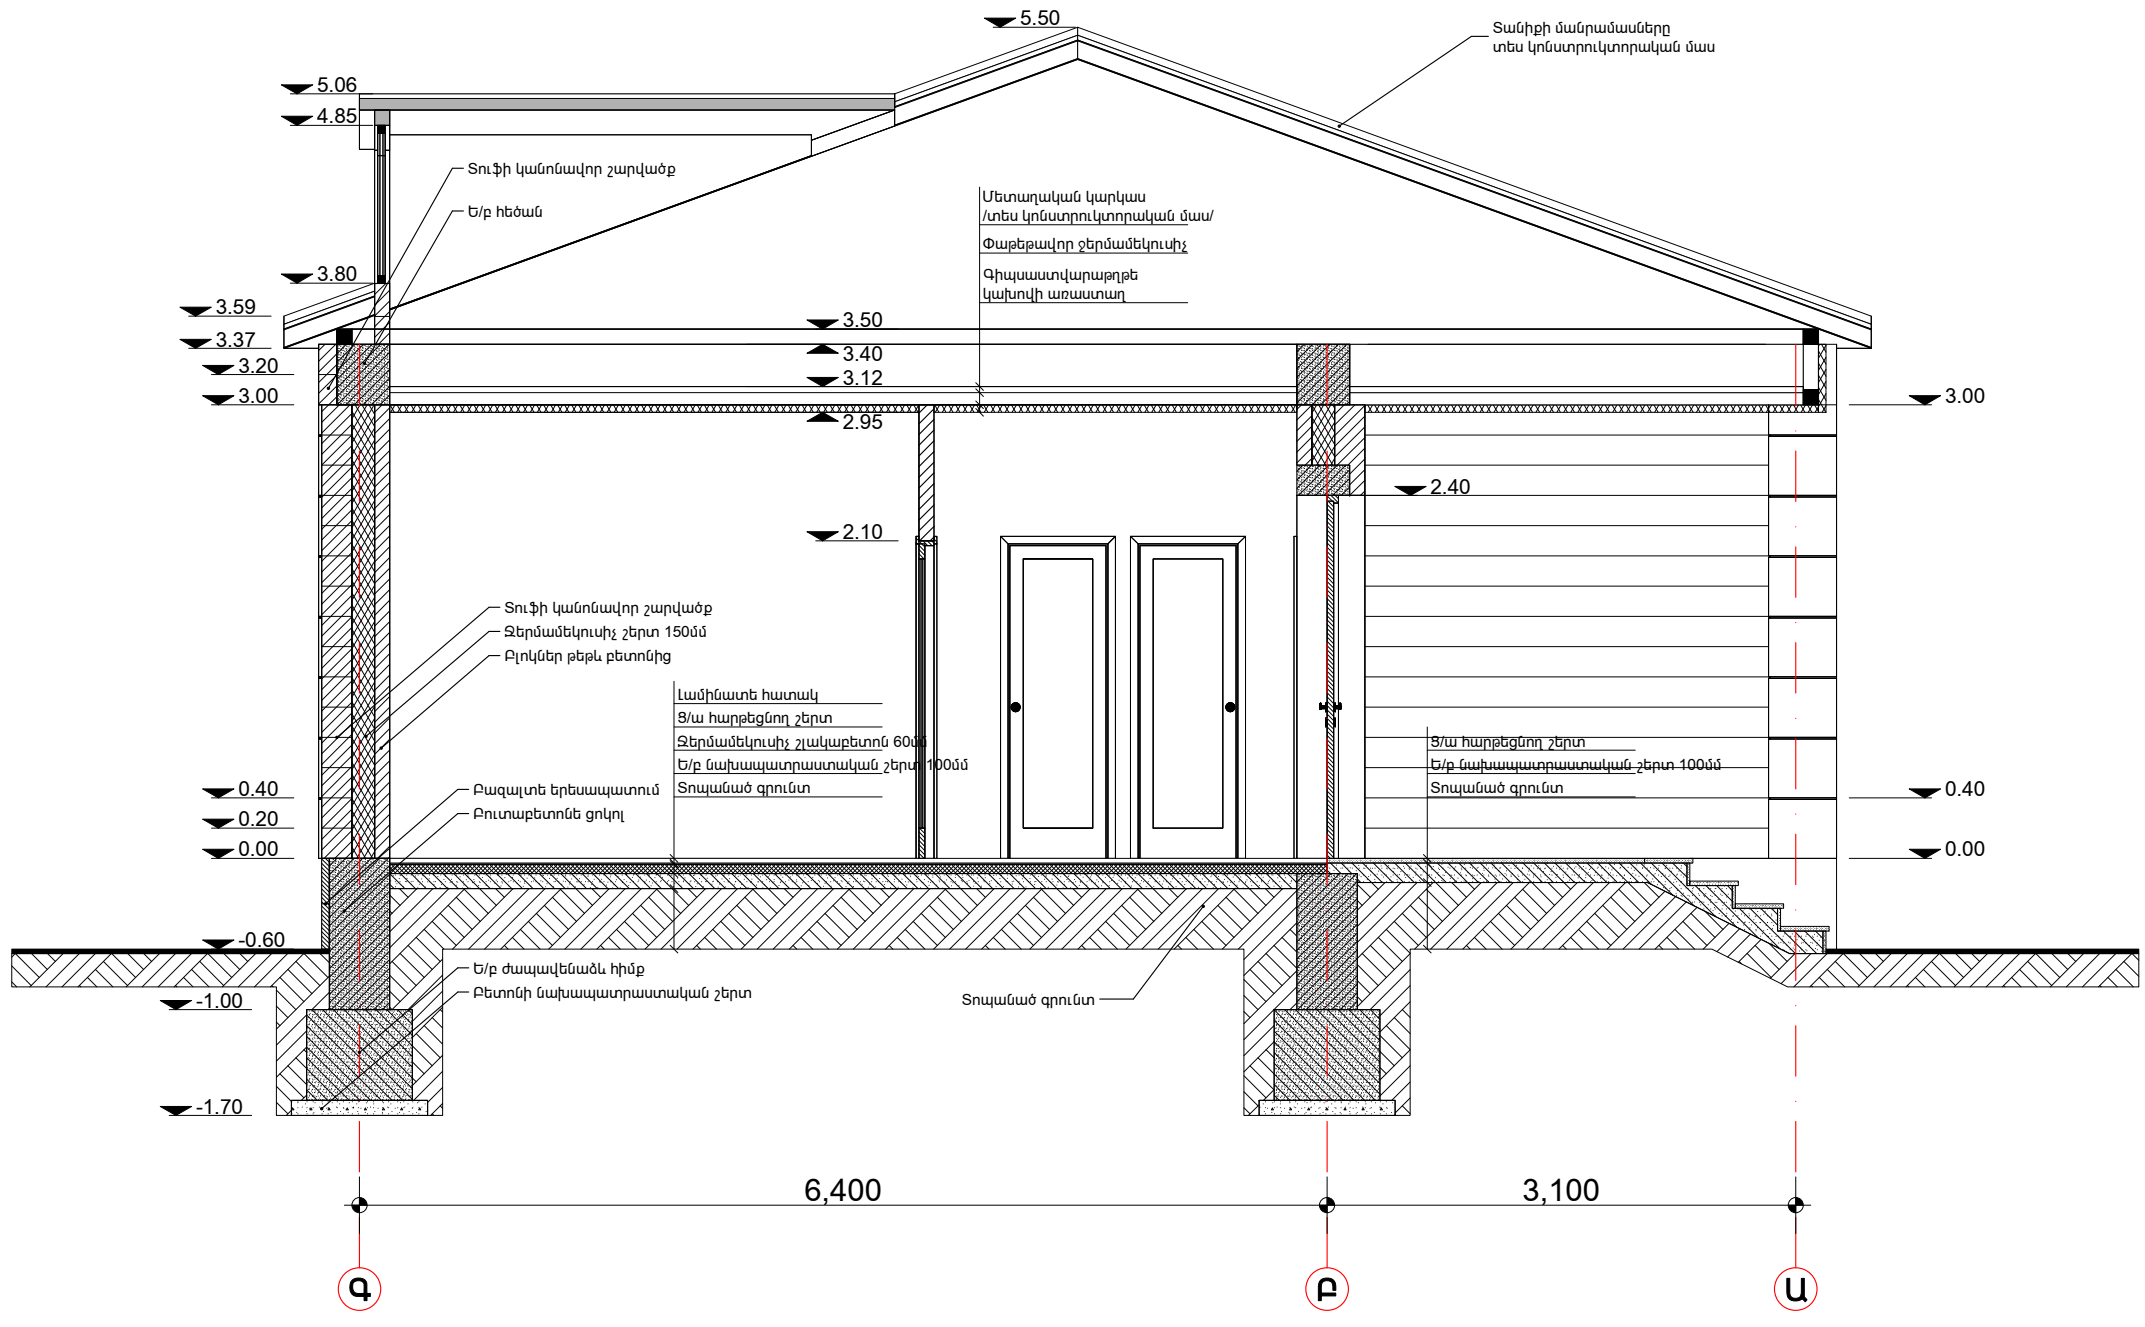 5.50
Տանիքի մանրամասները
տես կոնստրուկտորական մաս
5.06
4.85
Տուֆի կանոնավոր շարվածք
Ե/բ հեծան
Մետաղական կարկաս
/տես կոնստրուկտորական մաս/
Փաթեթավոր ջերմամեկուսիչ
Գիպսաստվարաթղթե
կախովի առաստաղ
3.80
3.59
3.50
3.37
3.40
3.20
3.12
3.00
3.00
2.95
2.40
2.10
Տուֆի կանոնավոր շարվածք
Ջերմամեկուսիչ շերտ 150մմ
Բլոկներ թեթև բետոնից
Լամինատե հատակ
Ց/ա հարթեցնող շերտ
Ջերմամեկուսիչ շլակաբետոն 60մմ
Ե/բ նախապատրաստական շերտ 100մմ
Տոպանած գրունտ
Ց/ա հարթեցնող շերտ
Ե/բ նախապատրաստական շերտ 100մմ
Տոպանած գրունտ
Բազալտե երեսապատում
Բուտաբետոնե ցոկոլ
0.40
0.40
0.20
0.00
0.00
-0.60
Ե/բ ժապավենաձև հիմք
Բետոնի նախապատրաստական շերտ
Տոպանած գրունտ
-1.00
-1.70
6,400
3,100
Գ
Բ
Ա